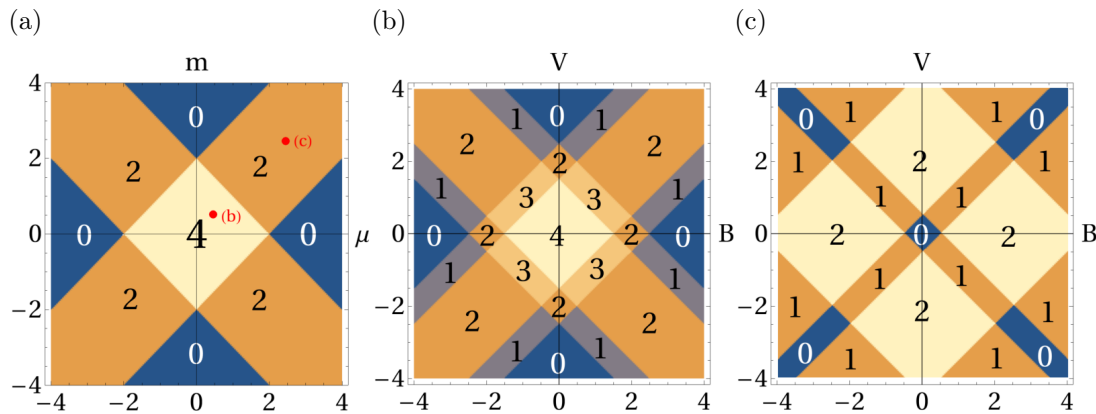 (a)
m
4
0
(c)
2
2 2
(b)
0 0 4 0 μ
−2
2 2
0
−4
−4 −2 0 2 4
(b)
V
4
1 0 1
2 2
2 2
1 3 3 1
0 0 2 4 2 0 B
3 3
1 1
−2 2
2 2
1 0 1
−4
−4 −2 0 2 4
(c)
V
4
0 1 1 0
2 1 2 1
1 1
0 2 0 2 B
1 1
−2 1 2 1
0 1 1 0
−4
−4 −2 0 2 4